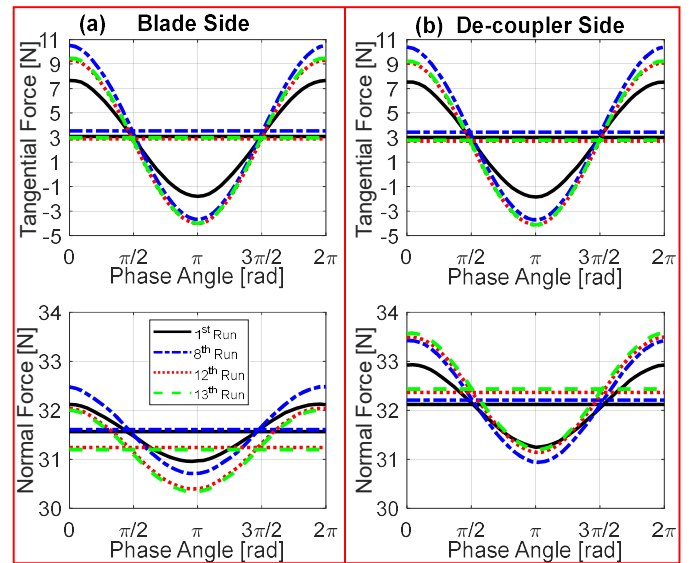 (a) Blade Side
Tangential Force [N]
11
9
7
5
3
1
-1
-3
-5
0 π/2 π 3π/2 2π
Phase Angle [rad]
(b) De-coupler Side
Tangential Force [N]
11
9
7
5
3
1
-1
-3
-5
0 π/2 π 3π/2 2π
Phase Angle [rad]
Normal Force [N]
34
33
32
31
30
1st Run
8th Run
12th Run
13th Run
0 π/2 π 3π/2 2π
Phase Angle [rad]
Normal Force [N]
34
33
32
31
30
0 π/2 π 3π/2 2π
Phase Angle [rad]